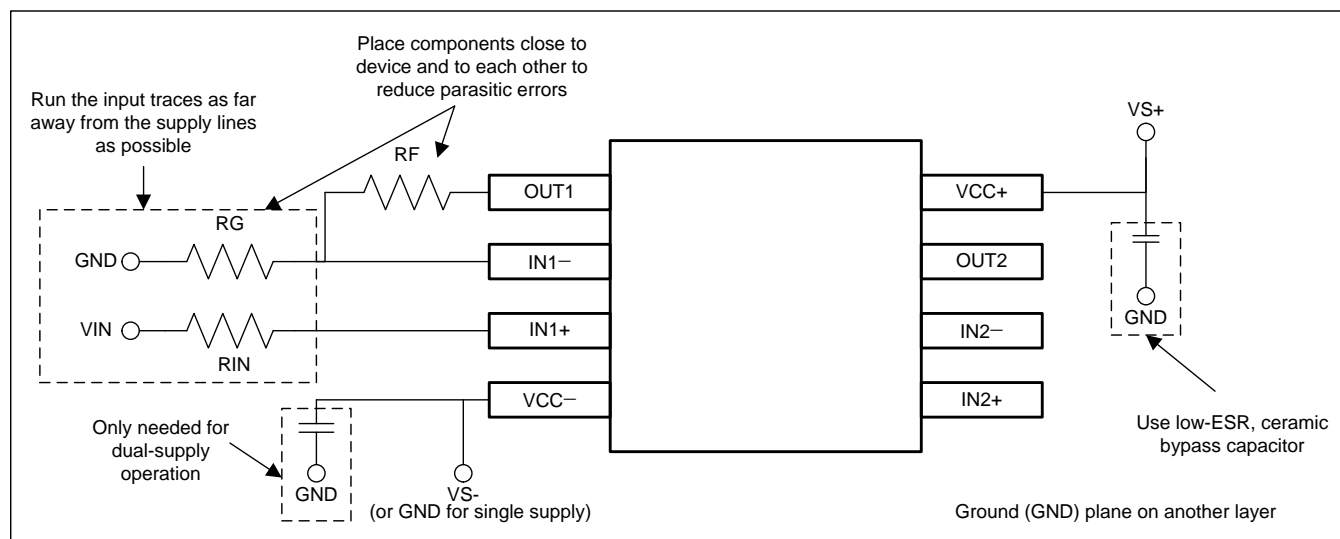 Place components close to
device and to each other to
reduce parasitic errors
Run the input traces as far
away from the supply lines
as possible
VS+
RF
OUT1
VCC+
RG
GND
IN1−
OUT2
GND
VIN
IN1+
IN2−
RIN
VCC−
IN2+
Only needed for
dual-supply
operation
Use low-ESR, ceramic
bypass capacitor
GND
VS-
(or GND for single supply)
Ground (GND) plane on another layer